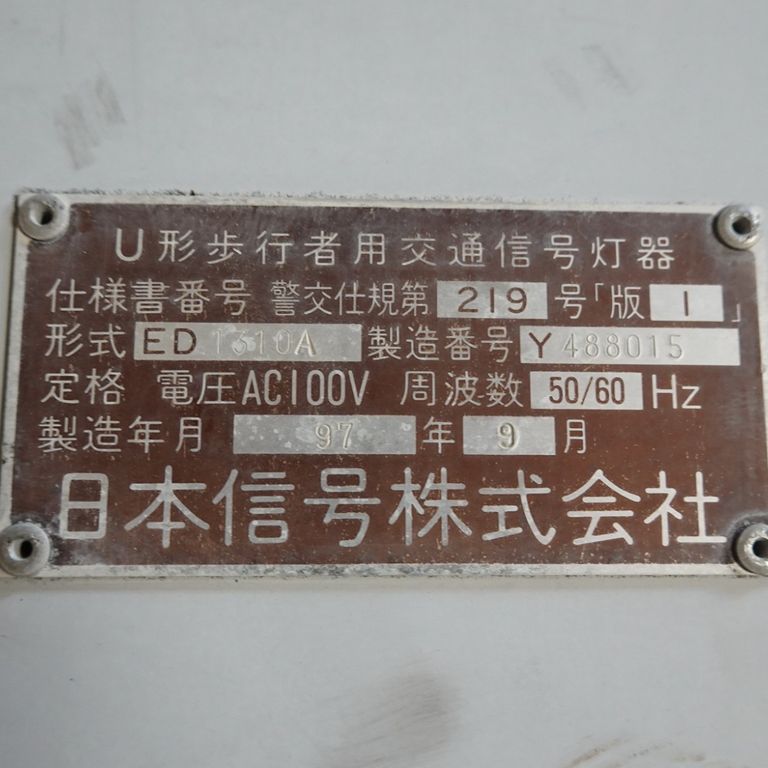 U形歩行者用交通信号灯器
仕様書番号 警交仕規第 219 号「版 1 」
形式 ED 1310A 製造番号 Y 488015
定格 電圧AC100V 周波数 50/60 Hz
製造年月 97 年 9 月
日本信号株式会社